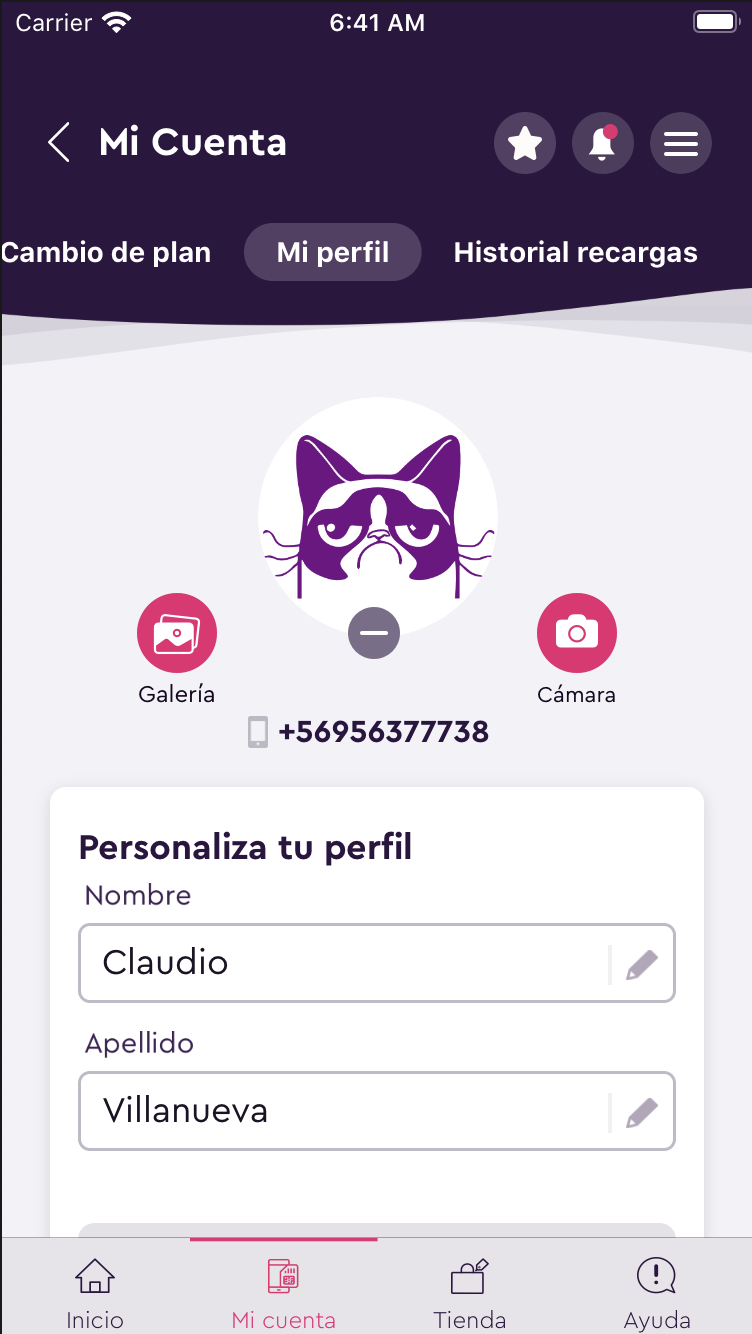 Carrier 6:41 AM
Mi Cuenta
Cambio de plan Mi perfil Historial recargas
Galería Cámara
+56956377738
Personaliza tu perfil
Nombre
Claudio
Apellido
Villanueva
Inicio Mi cuenta Tienda Ayuda